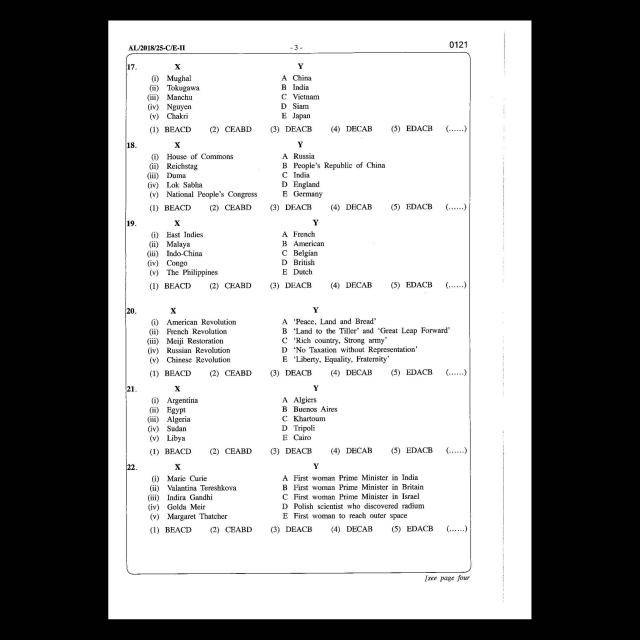 AL/2018/25-C/E-II - 3 - 0121
17. X Y
(i) Mughal A China
(ii) Tokugawa B India
(iii) Manchu C Vietnam
(iv) Nguyen D Siam
(v) Chakri E Japan
(1) BEACD (2) CEABD (3) DEACB (4) DECAB (5) EDACB (......)
18. X Y
(i) House of Commons A Russia
(ii) Reichstag B People's Republic of China
(iii) Duma C India
(iv) Lok Sabha D England
(v) National People's Congress E Germany
(1) BEACD (2) CEABD (3) DEACB (4) DECAB (5) EDACB (......)
19. X Y
(i) East Indies A French
(ii) Malaya B American
(iii) Indo-China C Belgian
(iv) Congo D British
(v) The Philippines E Dutch
(1) BEACD (2) CEABD (3) DEACB (4) DECAB (5) EDACB (......)
20. X Y
(i) American Revolution A 'Peace, Land and Bread'
(ii) French Revolution B 'Land to the Tiller' and 'Great Leap Forward'
(iii) Meiji Restoration C 'Rich country, Strong army'
(iv) Russian Revolution D 'No Taxation without Representation'
(v) Chinese Revolution E 'Liberty, Equality, Fraternity'
(1) BEACD (2) CEABD (3) DEACB (4) DECAB (5) EDACB (......)
21. X Y
(i) Argentina A Algiers
(ii) Egypt B Buenos Aires
(iii) Algeria C Khartoum
(iv) Sudan D Tripoli
(v) Libya E Cairo
(1) BEACD (2) CEABD (3) DEACB (4) DECAB (5) EDACB (......)
22. X Y
(i) Marie Curie A First woman Prime Minister in India
(ii) Valantina Tereshkova B First woman Prime Minister in Britain
(iii) Indira Gandhi C First woman Prime Minister in Israel
(iv) Golda Meir D Polish scientist who discovered radium
(v) Margaret Thatcher E First woman to reach outer space
(1) BEACD (2) CEABD (3) DEACB (4) DECAB (5) EDACB (......)
[see page four